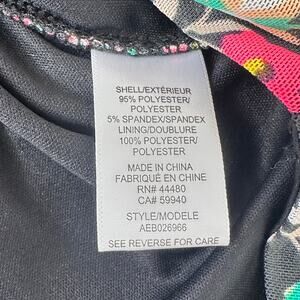 SHELL/EXTÉRIEUR
95% POLYESTER/
POLYESTER
5% SPANDEX/SPANDEX
LINING/DOUBLURE
100% POLYESTER/
POLYESTER
MADE IN CHINA
FABRIQUÉ EN CHINE
RN# 44480
CA# 59940
STYLE/MODELE
AEB026966
SEE REVERSE FOR CARE